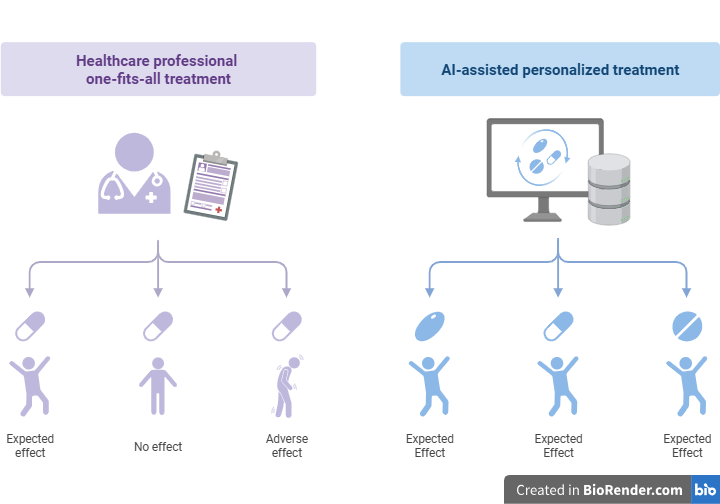 Healthcare professional
one-fits-all treatment
AI-assisted personalized treatment
Expected
effect
No effect
Adverse
effect
Expected
Effect
Expected
Effect
Expected
Effect
Created in BioRender.com bio